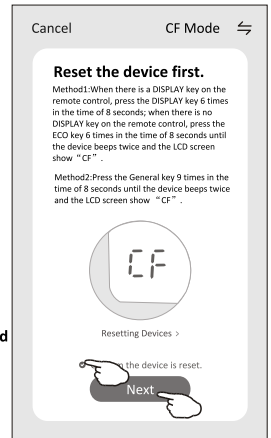 Cancel CF Mode
Reset the device first.
Method1:When there is a DISPLAY key on the
remote control, press the DISPLAY key 6 times
in the time of 8 seconds; when there is no
DISPLAY key on the remote control, press the
ECO key 6 times in the time of 8 seconds until
the device beeps twice and the LCD screen
show “CF”.
Method2:Press the General key 9 times in the
time of 8 seconds until the device beeps twice
and the LCD screen show “CF”.
CF
Resetting Devices >
d
the device is reset.
Next